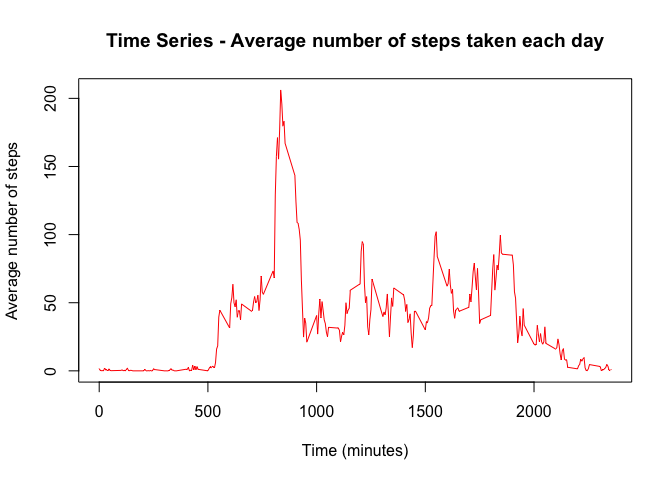 Time Series - Average number of steps taken each day
Average number of steps
200
150
100
50
0
0 500 1000 1500 2000
Time (minutes)